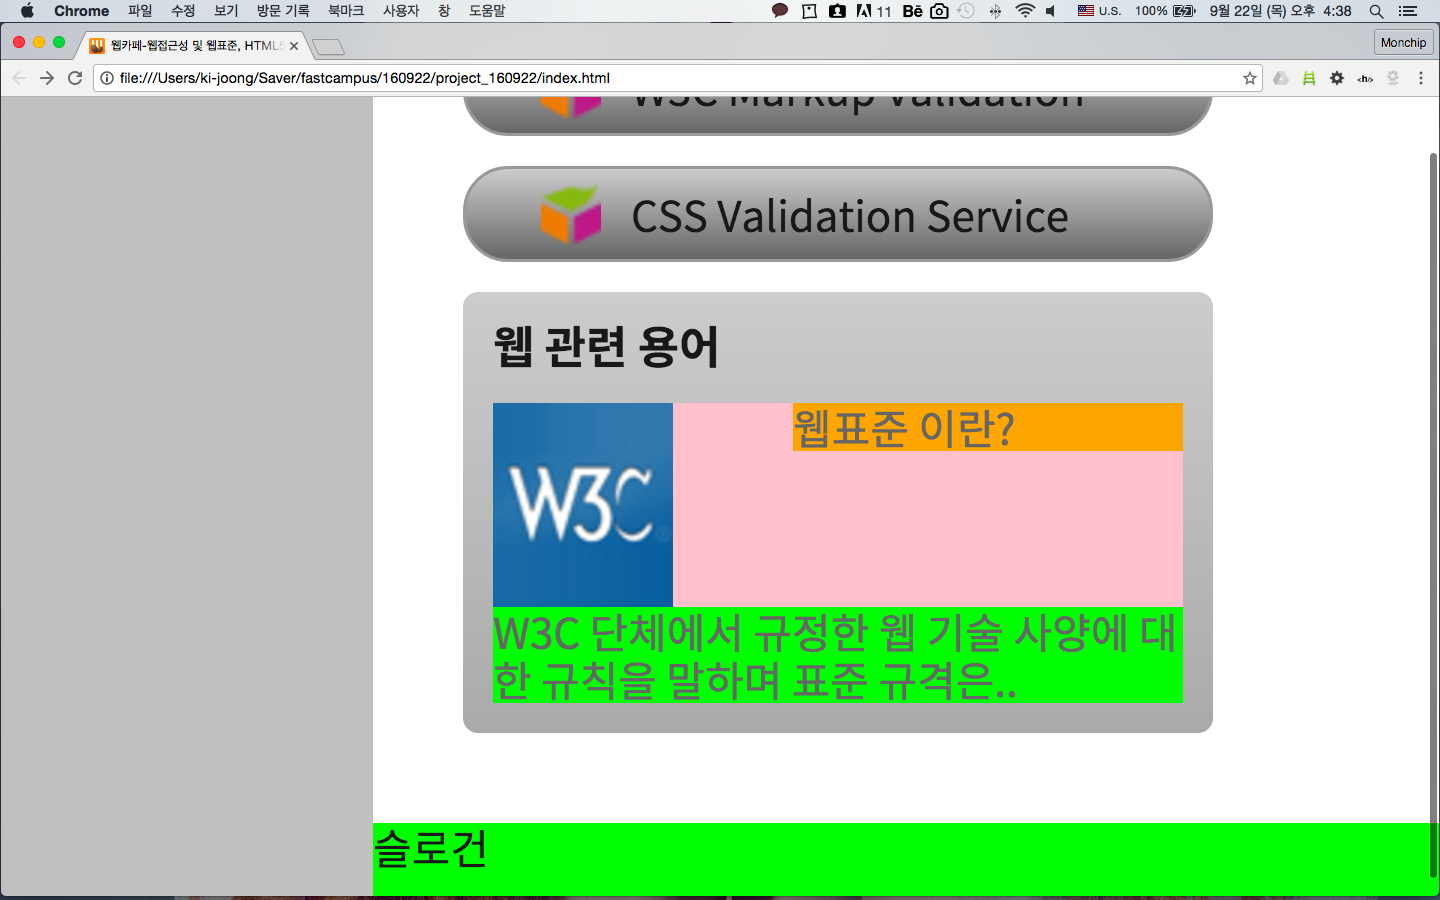 Chrome 파일 수정 보기 방문 기록 북마크 사용자 창 도움말 11 Bē U.S. 100% 9월 22일 (목) 오후 4:38
웹카페-웹접근성 및 웹표준, HTML5
Monchip
file:///Users/ki-joong/Saver/fastcampus/160922/project_160922/index.html
<h/>
W3C Markup Validation
CSS Validation Service
웹 관련 용어
웹표준 이란?
W3C
W3C 단체에서 규정한 웹 기술 사양에 대
한 규칙을 말하며 표준 규격은..
슬로건